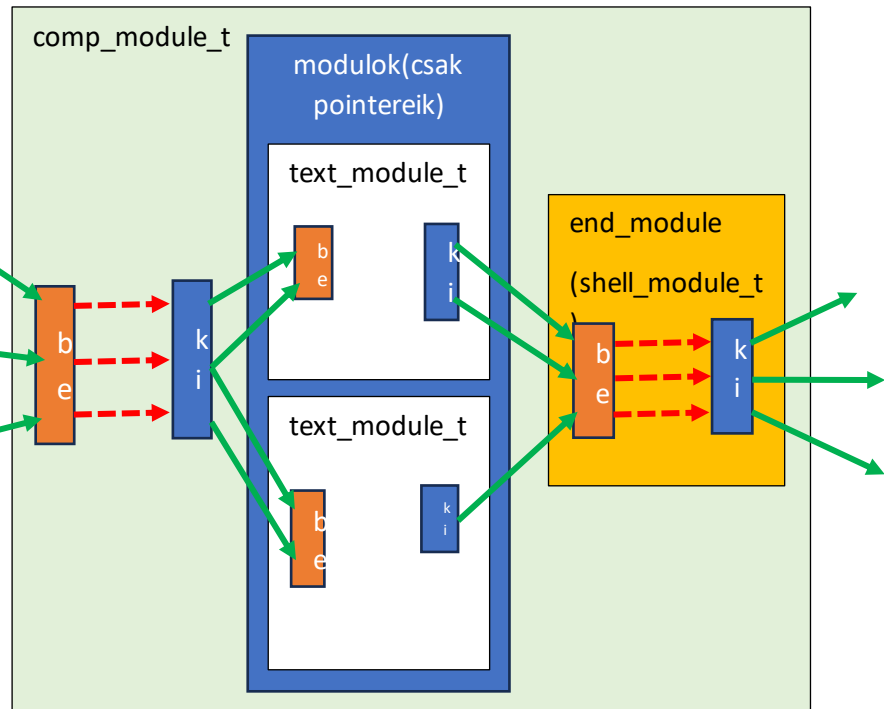 comp_module_t
modulok(csak
pointereik)
text_module_t
b
e
k
i
end_module
(shell_module_t
)
b
e
k
i
b
e
k
i
text_module_t
b
e
k
i